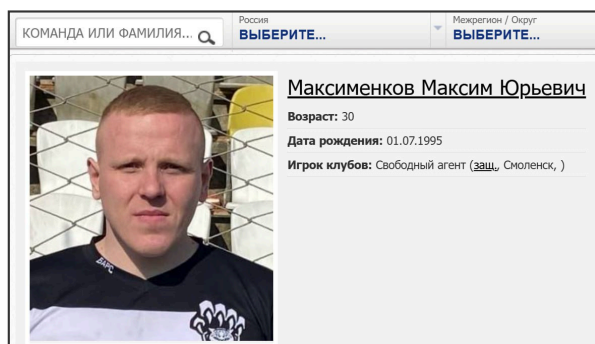 КОМАНДА ИЛИ ФАМИЛИЯ...
Россия
ВЫБЕРИТЕ...
Межрегион / Округ
ВЫБЕРИТЕ...
Максименков Максим Юрьевич
Возраст: 30
Дата рождения: 01.07.1995
Игрок клубов: Свободный агент (защ., Смоленск, )
БАРС